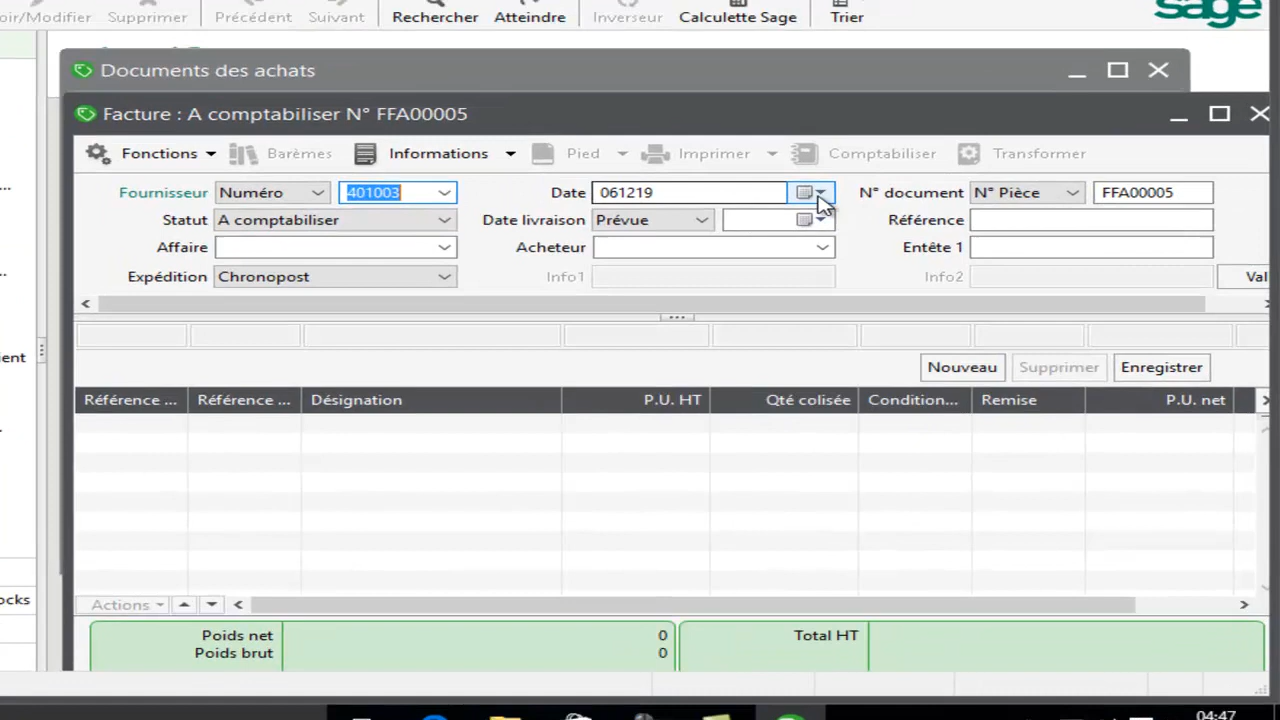 oir/Modifier Supprimer Précédent Suivant Rechercher Atteindre Inverseur Calculette Sage Trier
sage
Documents des achats
Facture : A comptabiliser N° FFA00005
Fonctions Barèmes Informations Pied Imprimer Comptabiliser Transformer
Fournisseur Numéro 401003 Date 061219 N° document N° Pièce FFA00005
Statut A comptabiliser Date livraison Prévue Référence
Affaire Acheteur Entête 1
Expédition Chronopost Info1 Info2 Val
ient
Nouveau Supprimer Enregistrer
Référence ... Référence ... Désignation P.U. HT Qté colisée Condition... Remise P.U. net
ocks
Actions
Poids net 0 Total HT
Poids brut 0
04:47